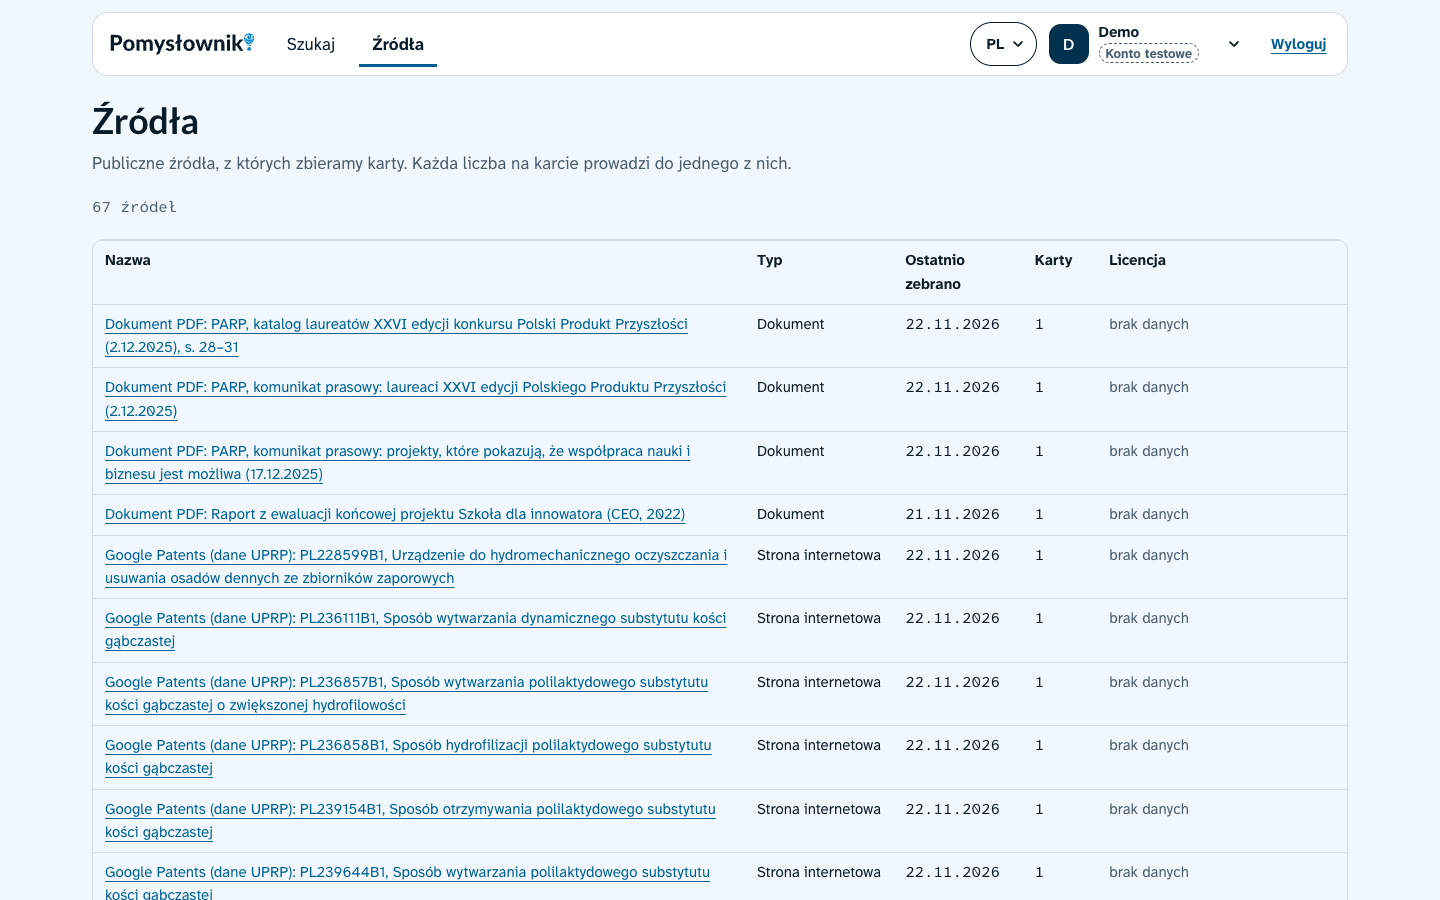 Pomysłownik
Szukaj
Źródła
PL
D
Demo
Konto testowe
Wyloguj
Źródła
Publiczne źródła, z których zbieramy karty. Każda liczba na karcie prowadzi do jednego z nich.
67 źródeł
Nazwa
Typ
Ostatnio
zebrano
Karty
Licencja
Dokument PDF: PARP, katalog laureatów XXVI edycji konkursu Polski Produkt Przyszłości
(2.12.2025), s. 28–31
Dokument
22.11.2026
1
brak danych
Dokument PDF: PARP, komunikat prasowy: laureaci XXVI edycji Polskiego Produktu Przyszłości
(2.12.2025)
Dokument
22.11.2026
1
brak danych
Dokument PDF: PARP, komunikat prasowy: projekty, które pokazują, że współpraca nauki i
biznesu jest możliwa (17.12.2025)
Dokument
22.11.2026
1
brak danych
Dokument PDF: Raport z ewaluacji końcowej projektu Szkoła dla innowatora (CEO, 2022)
Dokument
21.11.2026
1
brak danych
Google Patents (dane UPRP): PL228599B1, Urządzenie do hydromechanicznego oczyszczania i
usuwania osadów dennych ze zbiorników zaporowych
Strona internetowa
22.11.2026
1
brak danych
Google Patents (dane UPRP): PL236111B1, Sposób wytwarzania dynamicznego substytutu kości
gąbczastej
Strona internetowa
22.11.2026
1
brak danych
Google Patents (dane UPRP): PL236857B1, Sposób wytwarzania polilaktydowego substytutu
kości gąbczastej o zwiększonej hydrofilowości
Strona internetowa
22.11.2026
1
brak danych
Google Patents (dane UPRP): PL236858B1, Sposób hydrofilizacji polilaktydowego substytutu
kości gąbczastej
Strona internetowa
22.11.2026
1
brak danych
Google Patents (dane UPRP): PL239154B1, Sposób otrzymywania polilaktydowego substytutu
kości gąbczastej
Strona internetowa
22.11.2026
1
brak danych
Google Patents (dane UPRP): PL239644B1, Sposób wytwarzania polilaktydowego substytutu
kości gąbczastej
Strona internetowa
22.11.2026
1
brak danych